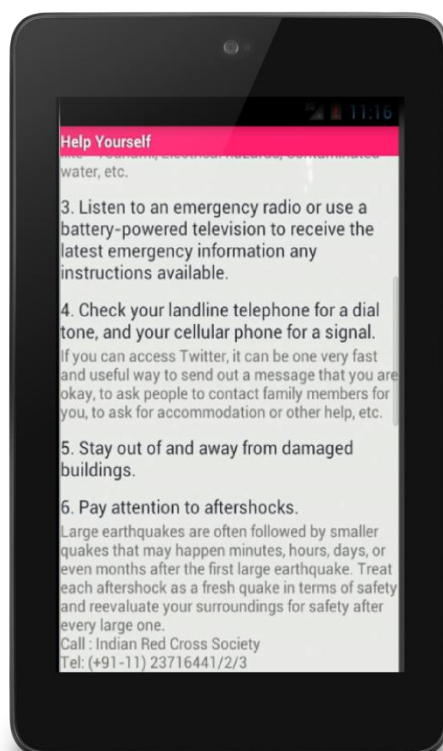 11:16
Help Yourself
like - Tsunami, Electrical hazards, Contaminated
water, etc.
3. Listen to an emergency radio or use a
battery-powered television to receive the
latest emergency information any
instructions available.
4. Check your landline telephone for a dial
tone, and your cellular phone for a signal.
If you can access Twitter, it can be one very fast
and useful way to send out a message that you are
okay, to ask people to contact family members for
you, to ask for accommodation or other help, etc.
5. Stay out of and away from damaged
buildings.
6. Pay attention to aftershocks.
Large earthquakes are often followed by smaller
quakes that may happen minutes, hours, days, or
even months after the first large earthquake. Treat
each aftershock as a fresh quake in terms of safety
and reevaluate your surroundings for safety after
every large one.
Call : Indian Red Cross Society
Tel: (+91-11) 23716441/2/3